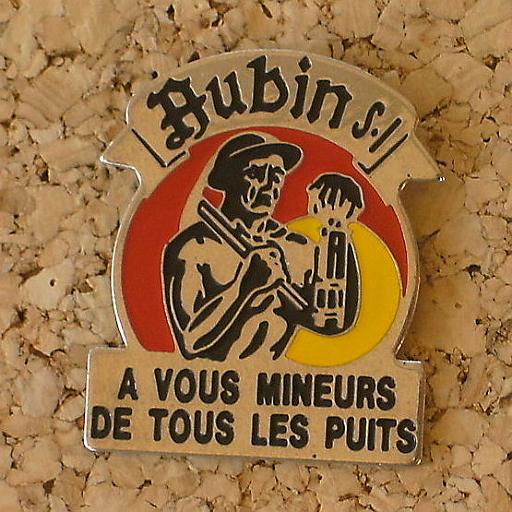 Aubin S.I
A VOUS MINEURS
DE TOUS LES PUITS